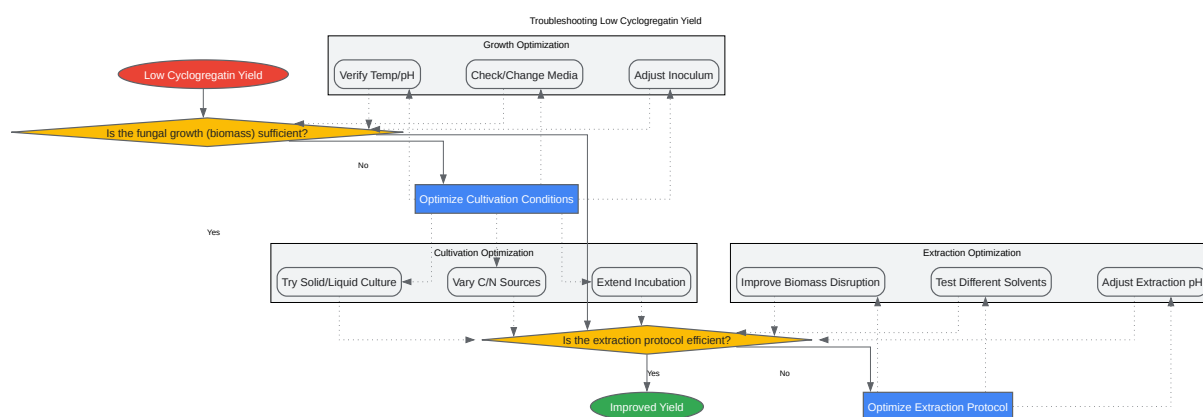 Troubleshooting Low Cyclogregatin Yield
Growth Optimization
Low Cyclogregatin Yield
Verify Temp/pH
Check/Change Media
Adjust Inoculum
Is the fungal growth (biomass) sufficient?
No
Optimize Cultivation Conditions
Yes
Cultivation Optimization
Extraction Optimization
Try Solid/Liquid Culture
Vary C/N Sources
Extend Incubation
Improve Biomass Disruption
Test Different Solvents
Adjust Extraction pH
Is the extraction protocol efficient?
Yes
No
Improved Yield
Optimize Extraction Protocol